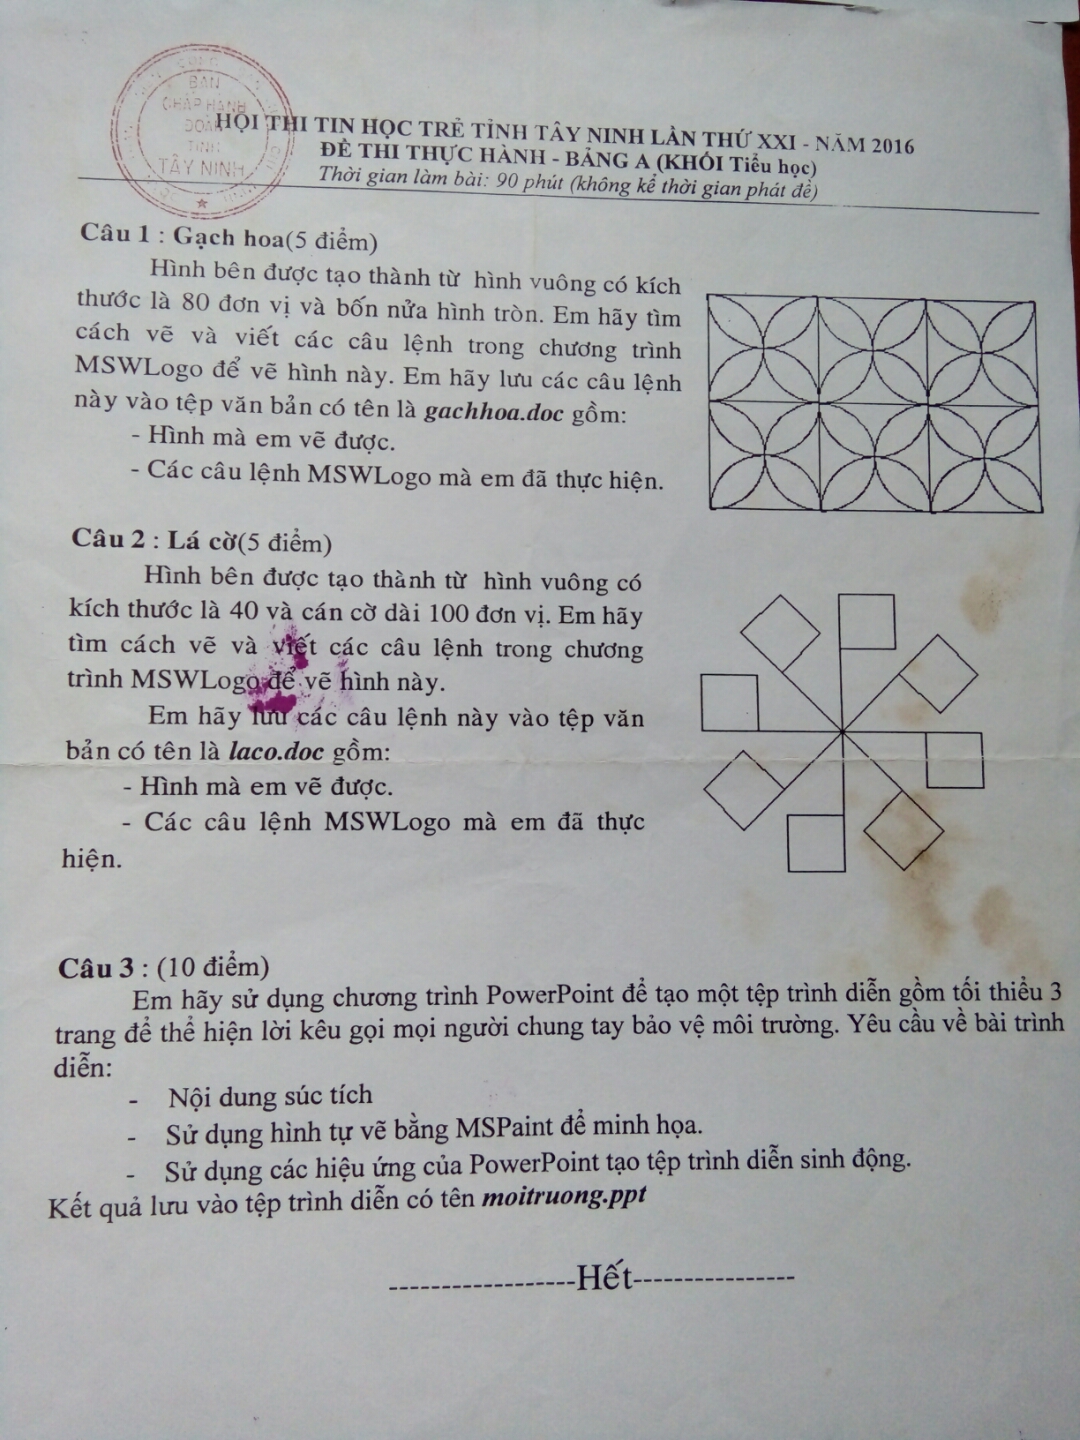 BAN
CHẤP HÀNH
ĐOÀN
TỈNH
TÂY NINH
HỘI THI TIN HỌC TRẺ TỈNH TÂY NINH LẦN THỨ XXI - NĂM 2016
ĐỀ THI THỰC HÀNH - BẢNG A (KHỐI Tiểu học)
Thời gian làm bài: 90 phút (không kể thời gian phát đề)
Câu 1 : Gạch hoa(5 điểm)
Hình bên được tạo thành từ hình vuông có kích
thước là 80 đơn vị và bốn nửa hình tròn. Em hãy tìm
cách vẽ và viết các câu lệnh trong chương trình
MSWLogo để vẽ hình này. Em hãy lưu các câu lệnh
này vào tệp văn bản có tên là gachhoa.doc gồm:
- Hình mà em vẽ được.
- Các câu lệnh MSWLogo mà em đã thực hiện.
Câu 2 : Lá cờ(5 điểm)
Hình bên được tạo thành từ hình vuông có
kích thước là 40 và cán cờ dài 100 đơn vị. Em hãy
tìm cách vẽ và viết các câu lệnh trong chương
trình MSWLogo để vẽ hình này.
Em hãy lưu các câu lệnh này vào tệp văn
bản có tên là laco.doc gồm:
- Hình mà em vẽ được.
- Các câu lệnh MSWLogo mà em đã thực
hiện.
Câu 3 : (10 điểm)
Em hãy sử dụng chương trình PowerPoint để tạo một tệp trình diễn gồm tối thiểu 3
trang để thể hiện lời kêu gọi mọi người chung tay bảo vệ môi trường. Yêu cầu về bài trình
diễn:
- Nội dung súc tích
- Sử dụng hình tự vẽ bằng MSPaint để minh họa.
- Sử dụng các hiệu ứng của PowerPoint tạo tệp trình diễn sinh động.
Kết quả lưu vào tệp trình diễn có tên moitruong.ppt
------------------Hết----------------